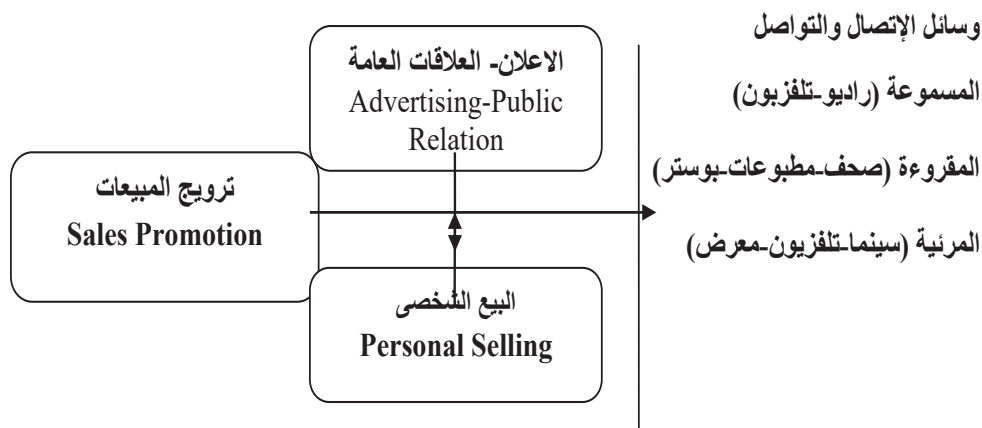 وسائل الإتصال والتواصل
المسموعة (راديو-تلفزبون)
المقروءة (صحف-مطبوعات-بوستر)
المرئية (سينما-تلفزيون-معرض)
الاعلان- العلاقات العامة
Advertising-Public
Relation
ترويج المبيعات
Sales Promotion
البيع الشخصى
Personal Selling